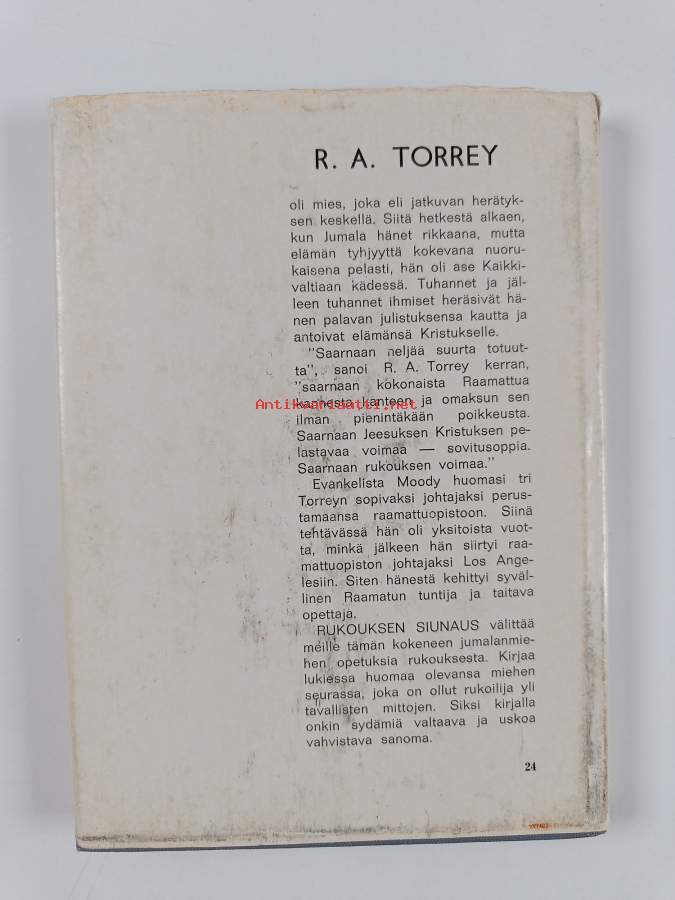 R. A. TORREY
oli mies, joka eli jatkuvan herätyk-
sen keskellä. Siitä hetkestä alkaen,
kun Jumala hänet rikkaana, mutta
elämän tyhjyyttä kokevana nuoru-
kaisena pelasti, hän oli ase Kaikki-
valtiaan kädessä. Tuhannet ja jäl-
leen tuhannet ihmiset heräsivät hä-
nen palavan julistuksensa kautta ja
antoivat elämänsä Kristukselle.
"Saarnaan neljää suurta totuut-
ta", sanoi R. A. Torrey kerran,
"saarnaan kokonaista Raamattua
kannesta kanteen ja omaksun sen
Antikvariaatti.net
ilman pienintäkään poikkeusta.
Saarnaan Jeesuksen Kristuksen pe-
lastavaa voimaa — sovitusoppia.
Saarnaan rukouksen voimaa."
Evankelista Moody huomasi tri
Torreyn sopivaksi johtajaksi perus-
tamaansa raamattuopistoon. Siinä
tehtävässä hän oli yksitoista vuot-
ta, minkä jälkeen hän siirtyi raa-
mattuopiston johtajaksi Los Ange-
lesiin. Siten hänestä kehittyi syväl-
linen Raamatun tuntija ja taitava
opettaja.
RUKOUKSEN SIUNAUS välittää
meille tämän kokeneen jumalanmie-
hen opetuksia rukouksesta. Kirjaa
lukiessa huomaa olevansa miehen
seurassa, joka on ollut rukoilija yli
tavallisten mittojen. Siksi kirjalla
onkin sydämiä valtaava ja uskoa
vahvistava sanoma.
24